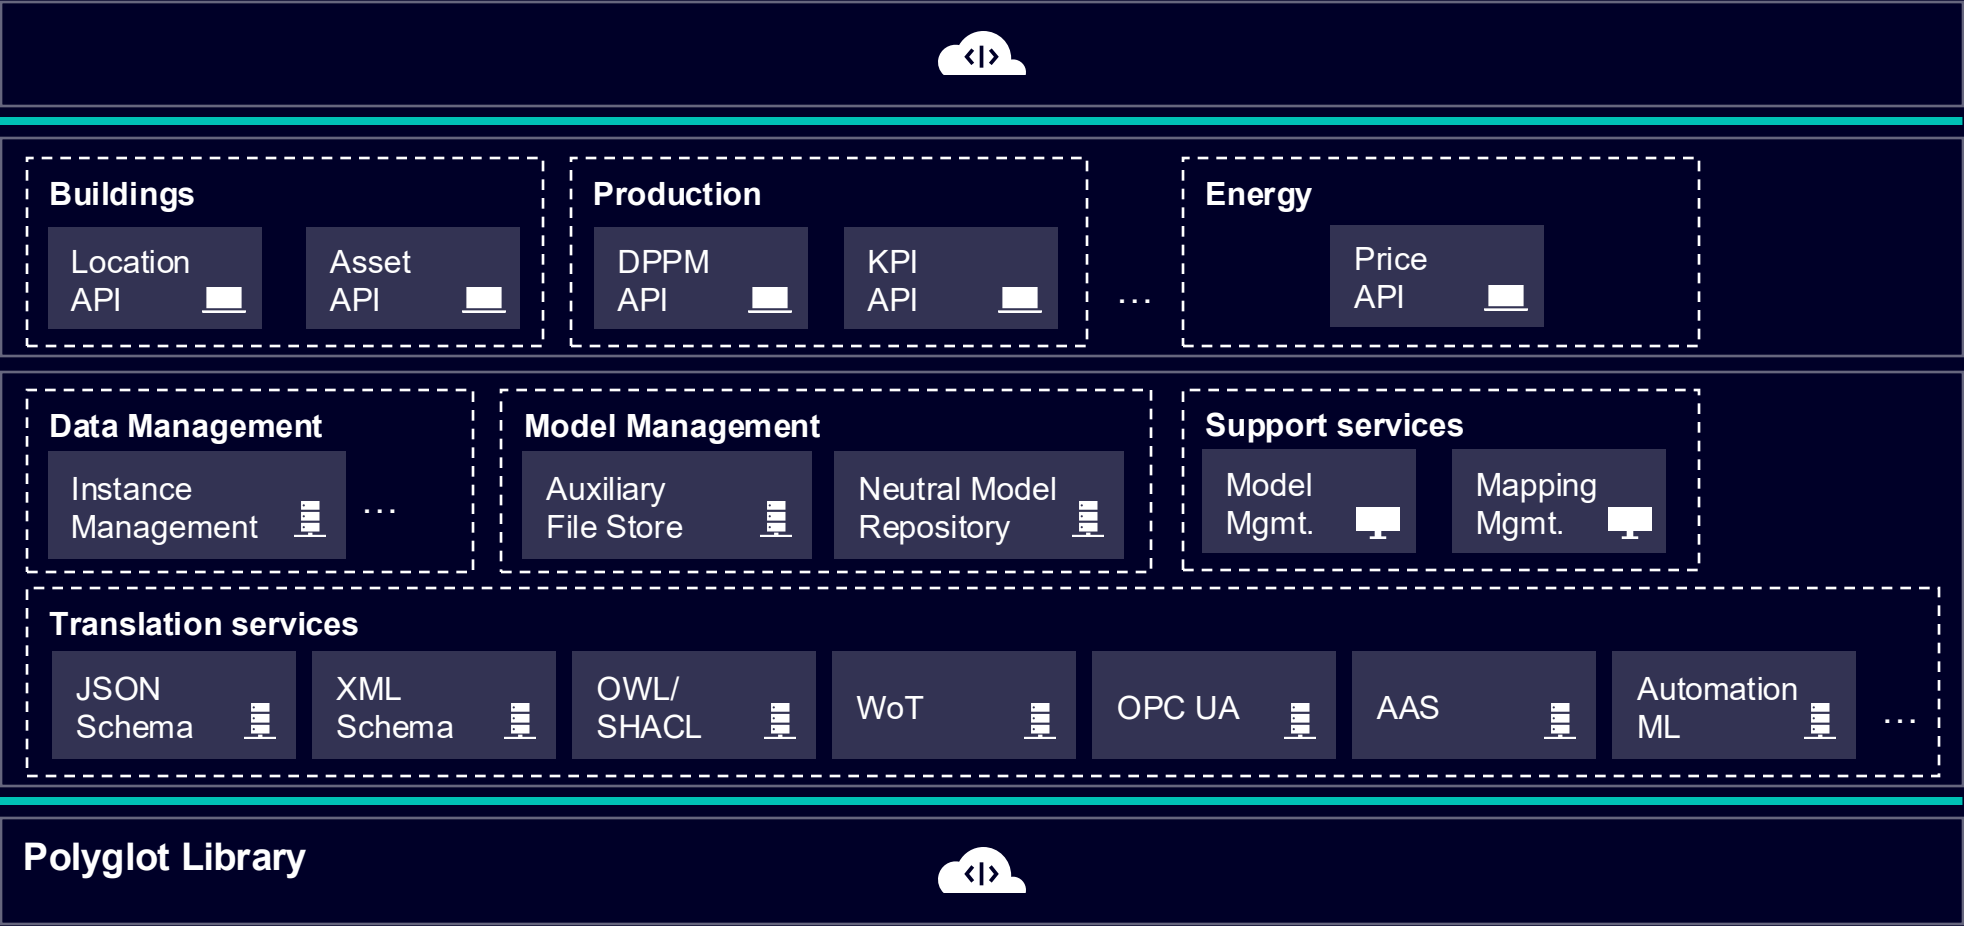 Buildings
Location
API
Asset
API
Production
DPPM
API
KPI
API
...
Energy
Price
API
Data Management
Instance
Management
...
Model Management
Auxiliary
File Store
Neutral Model
Repository
Support services
Model
Mgmt.
Mapping
Mgmt.
Translation services
JSON
Schema
XML
Schema
OWL/
SHACL
WoT
OPC UA
AAS
Automation
ML
...
Polyglot Library